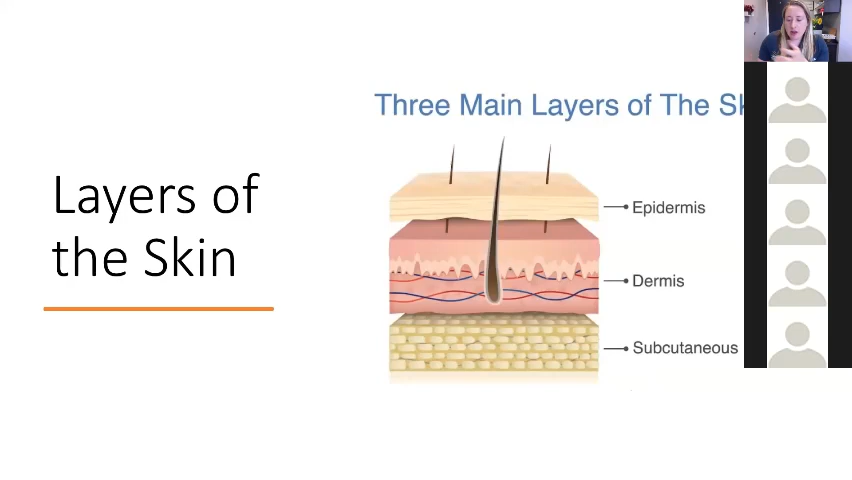 Three Main Layers of The Sk
Layers of
the Skin
Epidermis
Dermis
Subcutaneous